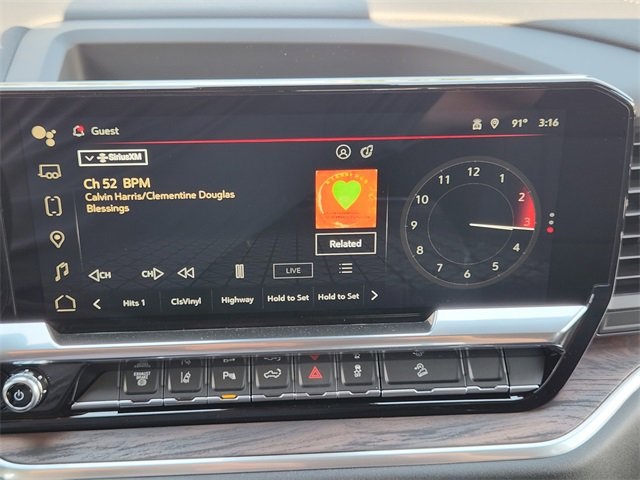 Guest
91° 3:16
SiriusXM
Ch 52 BPM
Calvin Harris/Clementine Douglas
Blessings
Related
CH CH LIVE
Hits 1 ClsVinyl Highway Hold to Set Hold to Set
12 1 2 3 4 5 6 7 8 9 10 11
EXHAUST BRAKE